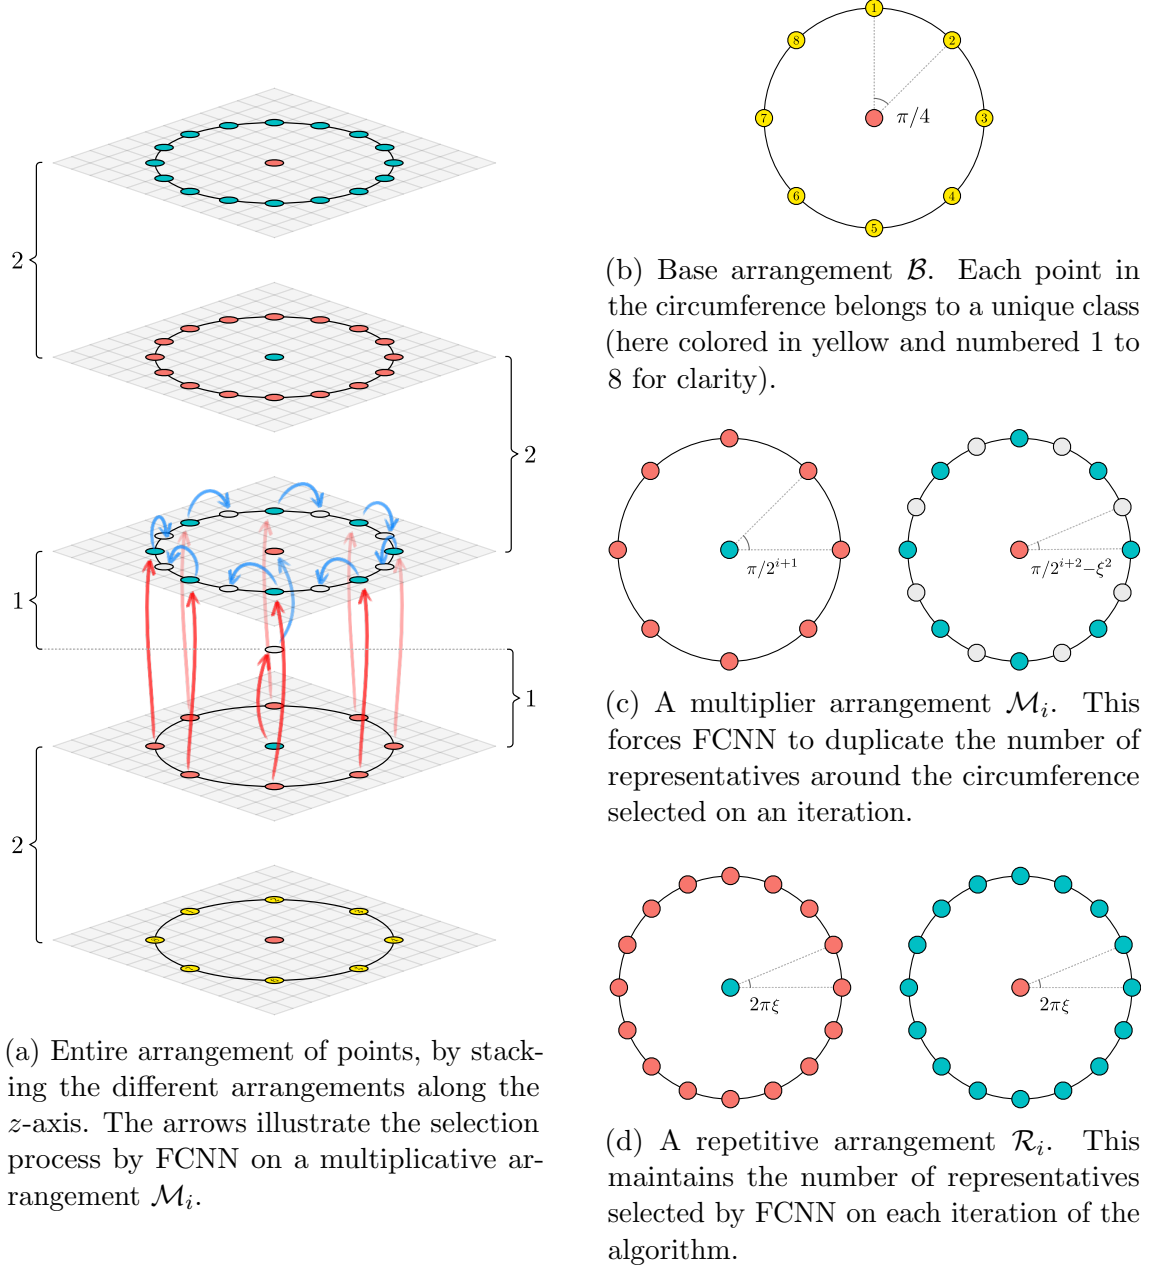 2
2
1
1
2
(a) Entire arrangement of points, by stack-
ing the different arrangements along the
z-axis. The arrows illustrate the selection
process by FCNN on a multiplicative ar-
rangement ℳᵢ.
1
2
3
4
5
6
7
8
π/4
(b) Base arrangement ℬ. Each point in
the circumference belongs to a unique class
(here colored in yellow and numbered 1 to
8 for clarity).
π/2^{i+1}
π/2^{i+2}−ξ²
(c) A multiplier arrangement ℳᵢ. This
forces FCNN to duplicate the number of
representatives around the circumference
selected on an iteration.
2πξ
2πξ
(d) A repetitive arrangement ℛᵢ. This
maintains the number of representatives
selected by FCNN on each iteration of the
algorithm.